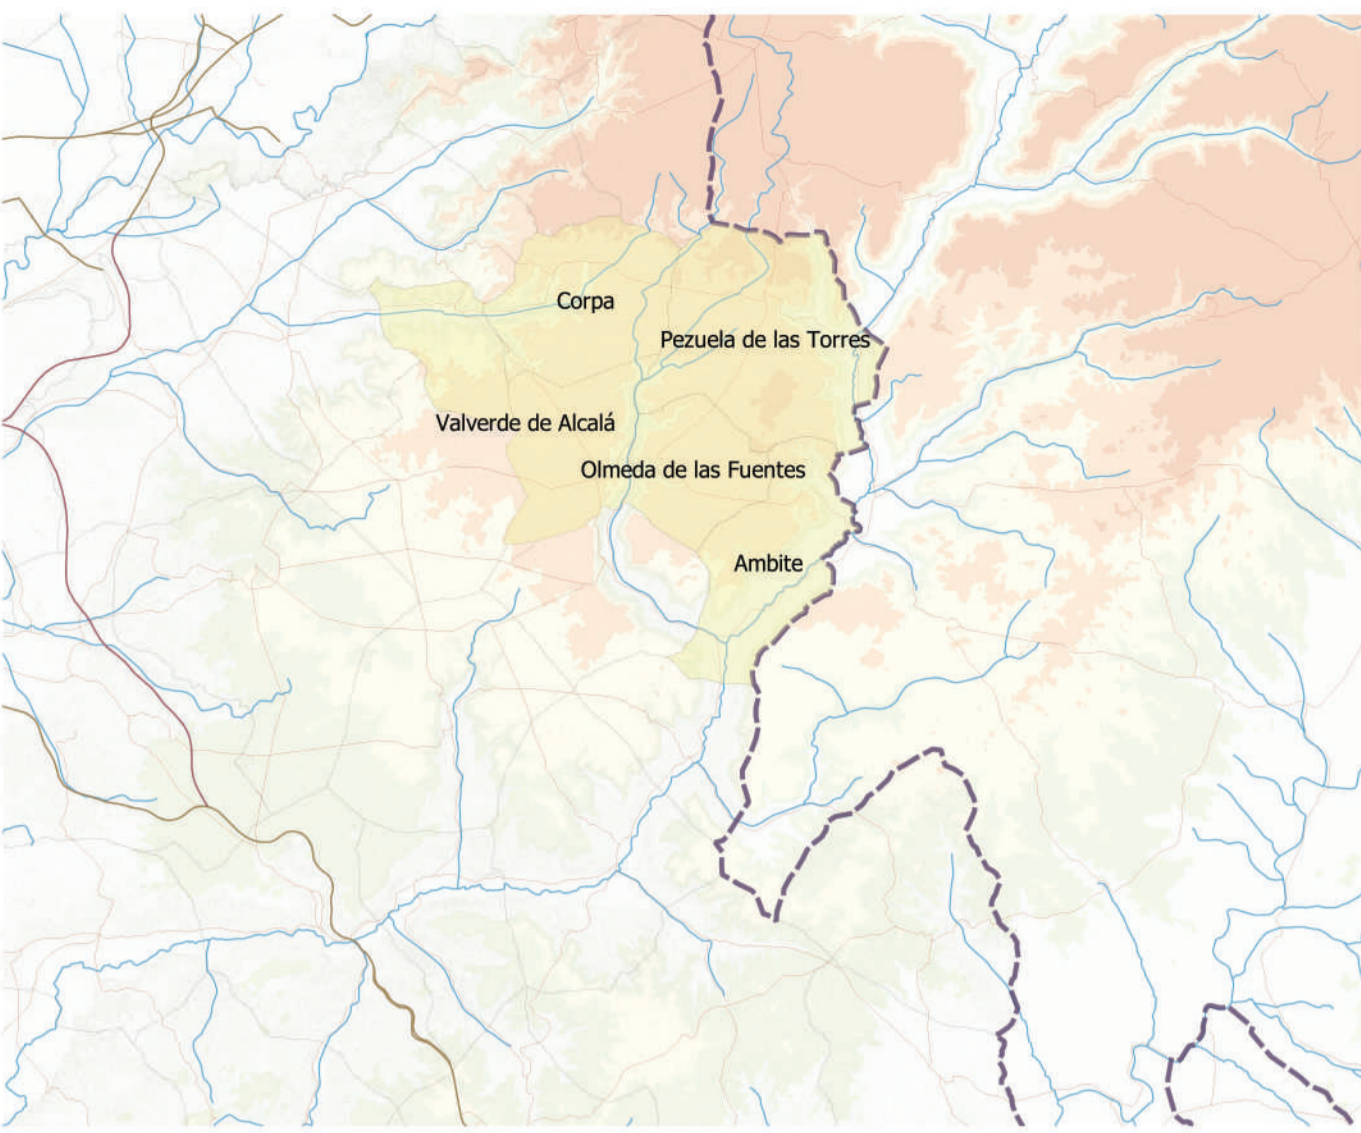 Corpa
Pezuela de las Torres
Valverde de Alcalá
Olmeda de las Fuentes
Ambite